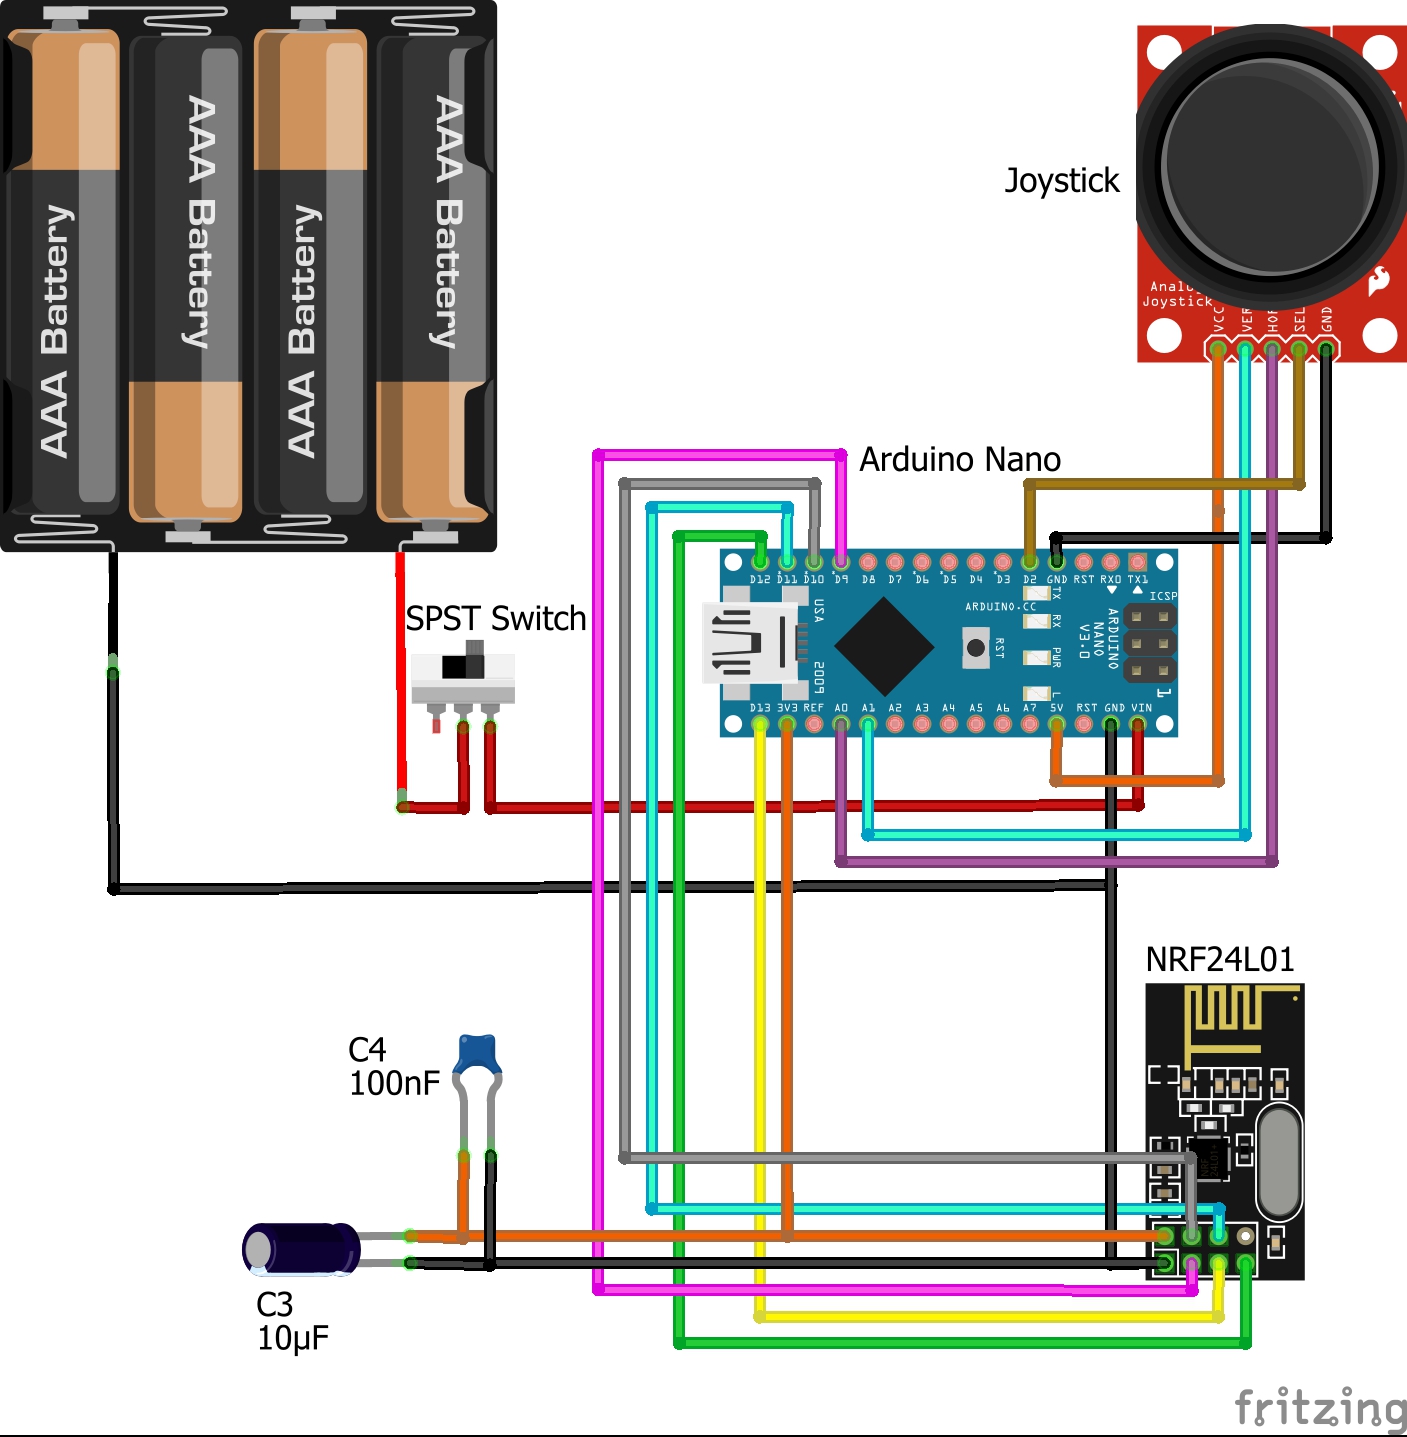 AAA Battery
AAA Battery
AAA Battery
AAA Battery
Joystick
Analog
Joystick
VCC
VER
HOR
SEL
GND
Arduino Nano
D12 D11 D10 D9 D8 D7 D6 D5 D4 D3 D2 GND RST RX0 TX1
USA
2009
ARDUINO.CC
RST
TX
RX
PWR
L
ICSP
ARDUINO
NANO
V3.0
1
D13 3V3 REF A0 A1 A2 A3 A4 A5 A6 A7 5V RST GND VIN
SPST Switch
NRF24L01
NRF
24L01+
C4
100nF
C3
10µF
fritzing